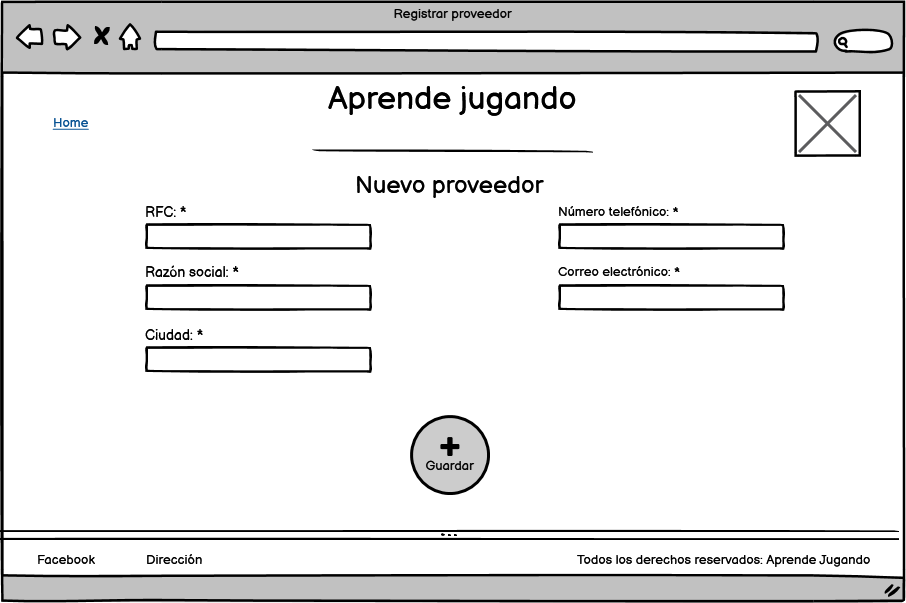 Registrar proveedor
Aprende jugando
Home
Nuevo proveedor
RFC: *
Número telefónico: *
Razón social: *
Correo electrónico: *
Ciudad: *
Guardar
Facebook
Dirección
Todos los derechos reservados: Aprende Jugando